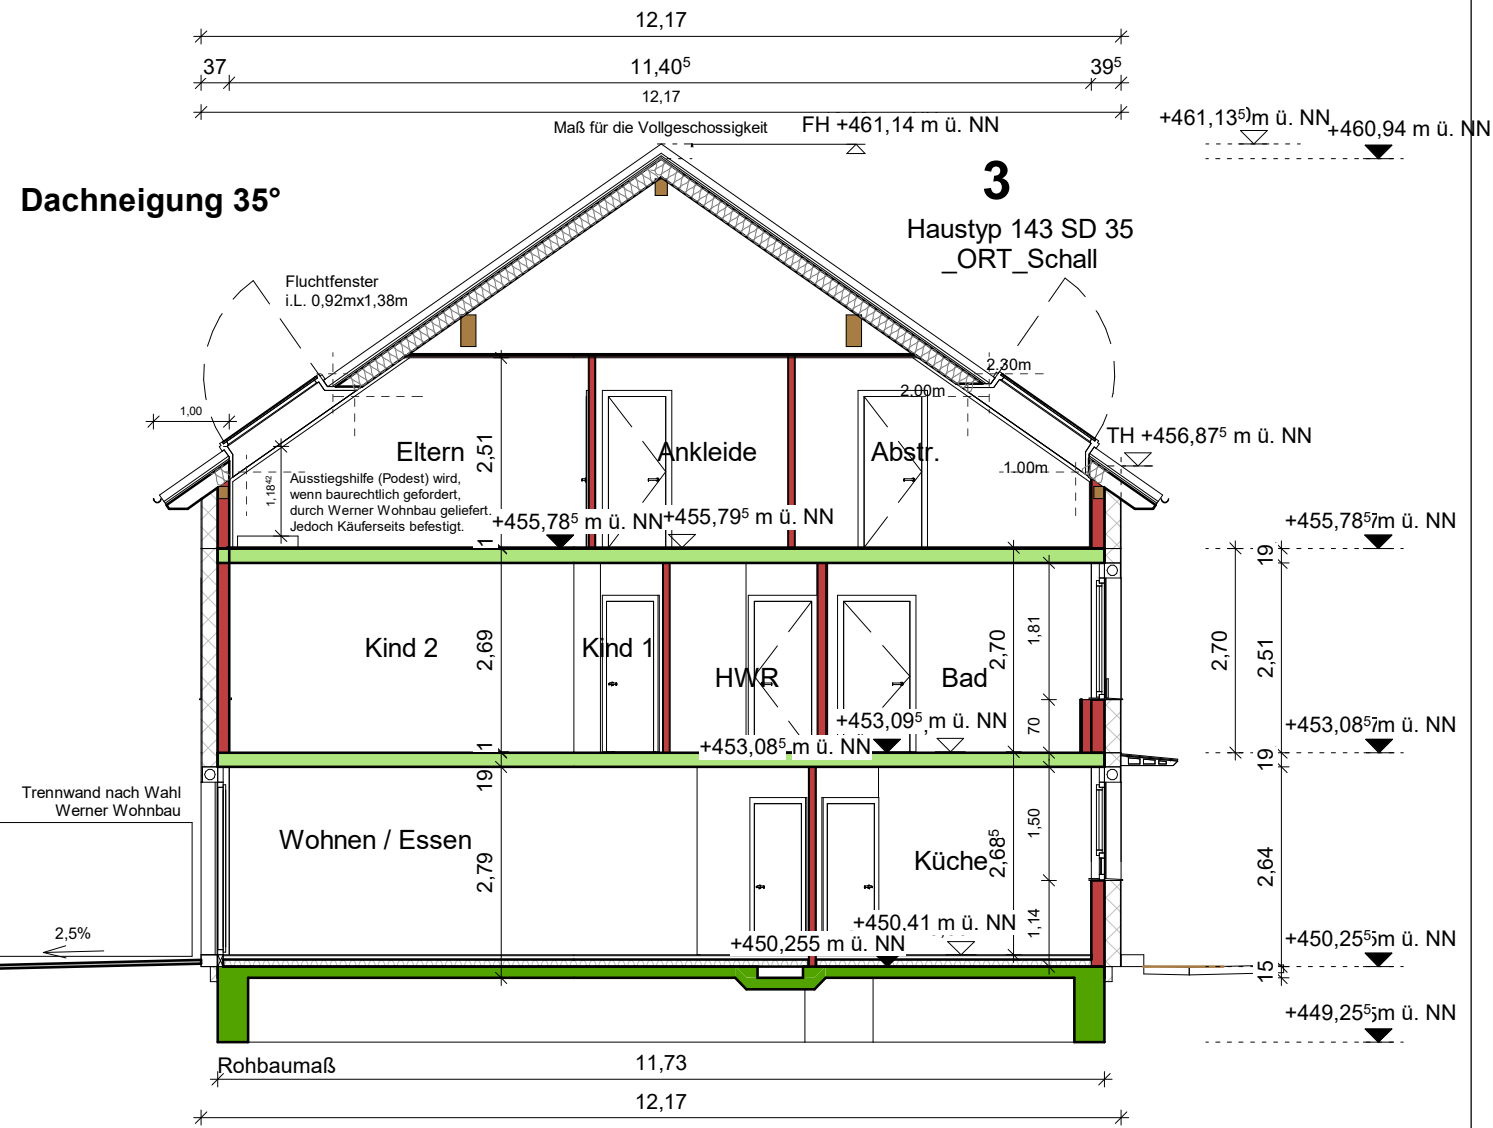 12,17
37
11,40⁵
39⁵
12,17
Maß für die Vollgeschossigkeit
FH +461,14 m ü. NN
+461,13⁵ m ü. NN
+460,94 m ü. NN
Dachneigung 35°
3
Haustyp 143 SD 35
_ORT_Schall
Fluchtfenster
i.L. 0,92mx1,38m
2.30m
2.00m
1,00
TH +456,87⁵ m ü. NN
Eltern
2,51
Ankleide
Abstr.
1.00m
1,18⁴²
Ausstiegshilfe (Podest) wird,
wenn baurechtlich gefordert,
durch Werner Wohnbau geliefert.
Jedoch Käuferseits befestigt.
+455,78⁵ m ü. NN
+455,79⁵ m ü. NN
+455,78⁵ m ü. NN
1
19
Kind 2
2,69
Kind 1
HWR
Bad
2,70
1,81
2,70
2,51
70
+453,09⁵ m ü. NN
+453,08⁵ m ü. NN
+453,08⁵ m ü. NN
1
19
19
Trennwand nach Wahl
Werner Wohnbau
Wohnen / Essen
2,79
Küche
2,68⁵
1,50
2,64
1,14
2,5%
+450,41 m ü. NN
+450,255 m ü. NN
+450,25⁵ m ü. NN
15
+449,25⁵ m ü. NN
Rohbaumaß
11,73
12,17